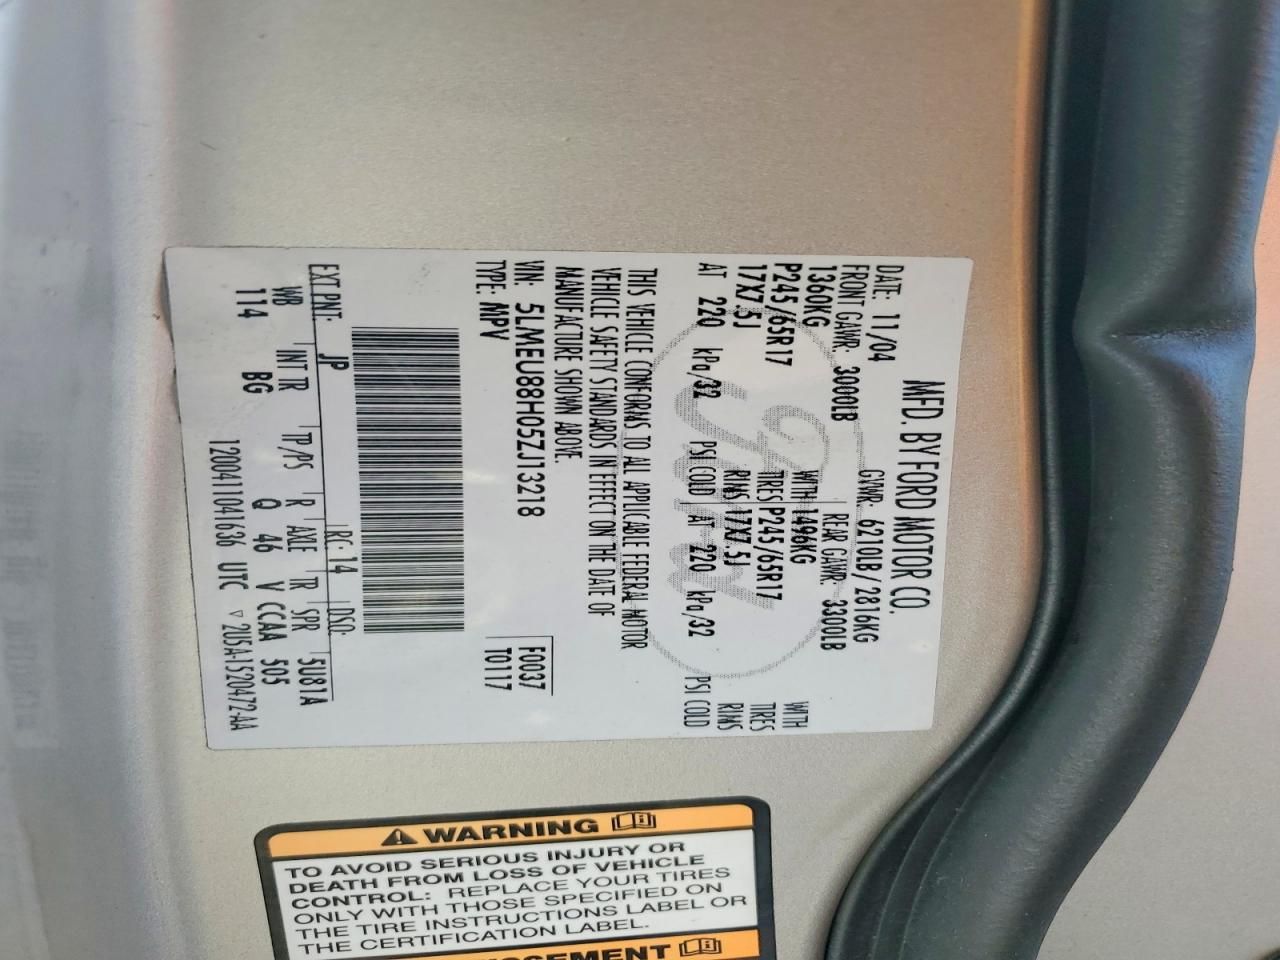 MFD. BY FORD MOTOR CO.
DATE: 11/04 GVWR: 6210LB / 2816KG
FRONT GAWR: 3000LB REAR GAWR: 3300LB
1360KG WITH 1496KG WITH
P245/65R17 TIRES P245/65R17 TIRES
17X7.5J RIMS 17X7.5J RIMS
AT 220 kPa/32 PSI COLD AT 220 kPa/32 PSI COLD
THIS VEHICLE CONFORMS TO ALL APPLICABLE FEDERAL MOTOR
VEHICLE SAFETY STANDARDS IN EFFECT ON THE DATE OF
MANUFACTURE SHOWN ABOVE.
VIN: 5LMEU88H05ZJ13218 F0037
TYPE: MPV T0117
EXT PNT: JP RC: 14 DSO:
WB INT TR TP/PS R AXLE TR SPR 5U81A
114 BG Q 46 V CCAA 505
1200411041636 UTC ▽ 2U5A-1520472-AA
⚠ WARNING
TO AVOID SERIOUS INJURY OR
DEATH FROM LOSS OF VEHICLE
CONTROL: REPLACE YOUR TIRES
ONLY WITH THOSE SPECIFIED ON
THE TIRE INSTRUCTIONS LABEL OR
THE CERTIFICATION LABEL.